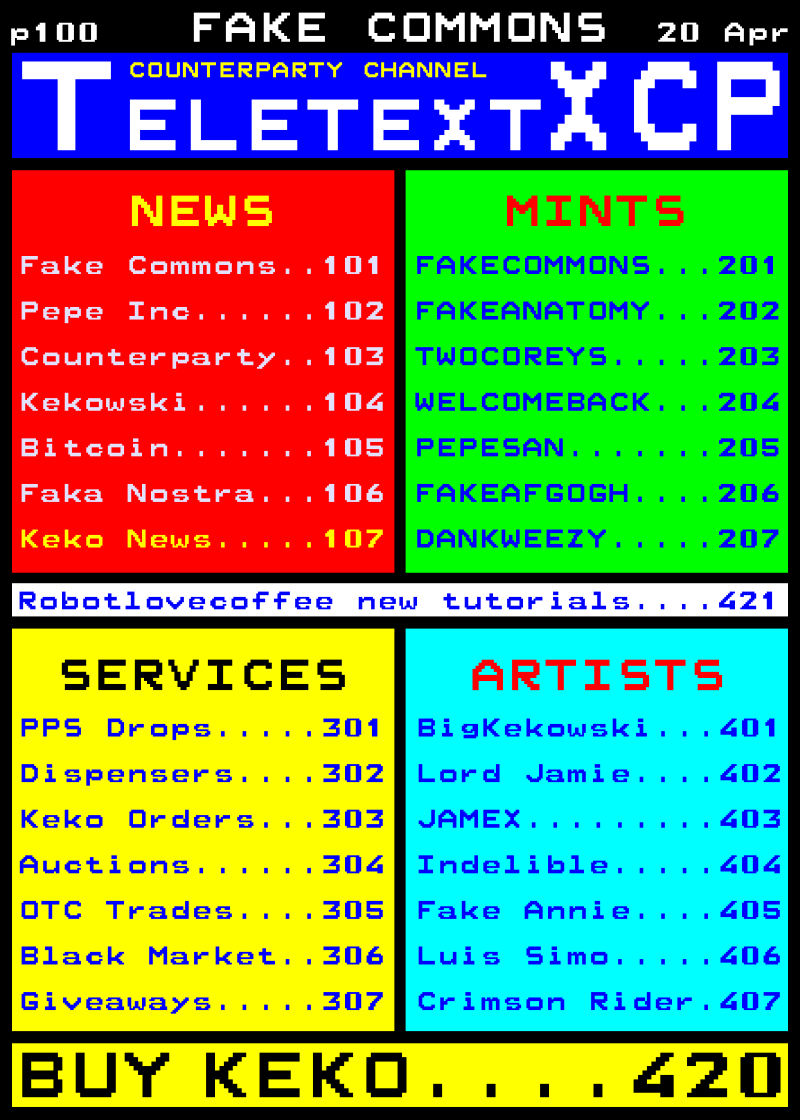 p100 FAKE COMMONS 20 Apr
COUNTERPARTY CHANNEL
TELETEXT XCP
NEWS
Fake Commons..101
Pepe Inc......102
Counterparty..103
Kekowski......104
Bitcoin.......105
Faka Nostra...106
Keko News.....107
MINTS
FAKECOMMONS...201
FAKEANATOMY...202
TWOCOREYS.....203
WELCOMEBACK...204
PEPESAN.......205
FAKEAFGOGH....206
DANKWEEZY.....207
Robotlovecoffee new tutorials....421
SERVICES
PPS Drops.....301
Dispensers....302
Keko Orders...303
Auctions......304
OTC Trades....305
Black Market..306
Giveaways.....307
ARTISTS
BigKekowski...401
Lord Jamie....402
JAMEX.........403
Indelible.....404
Fake Annie....405
Luis Simo.....406
Crimson Rider.407
BUY KEKO....420